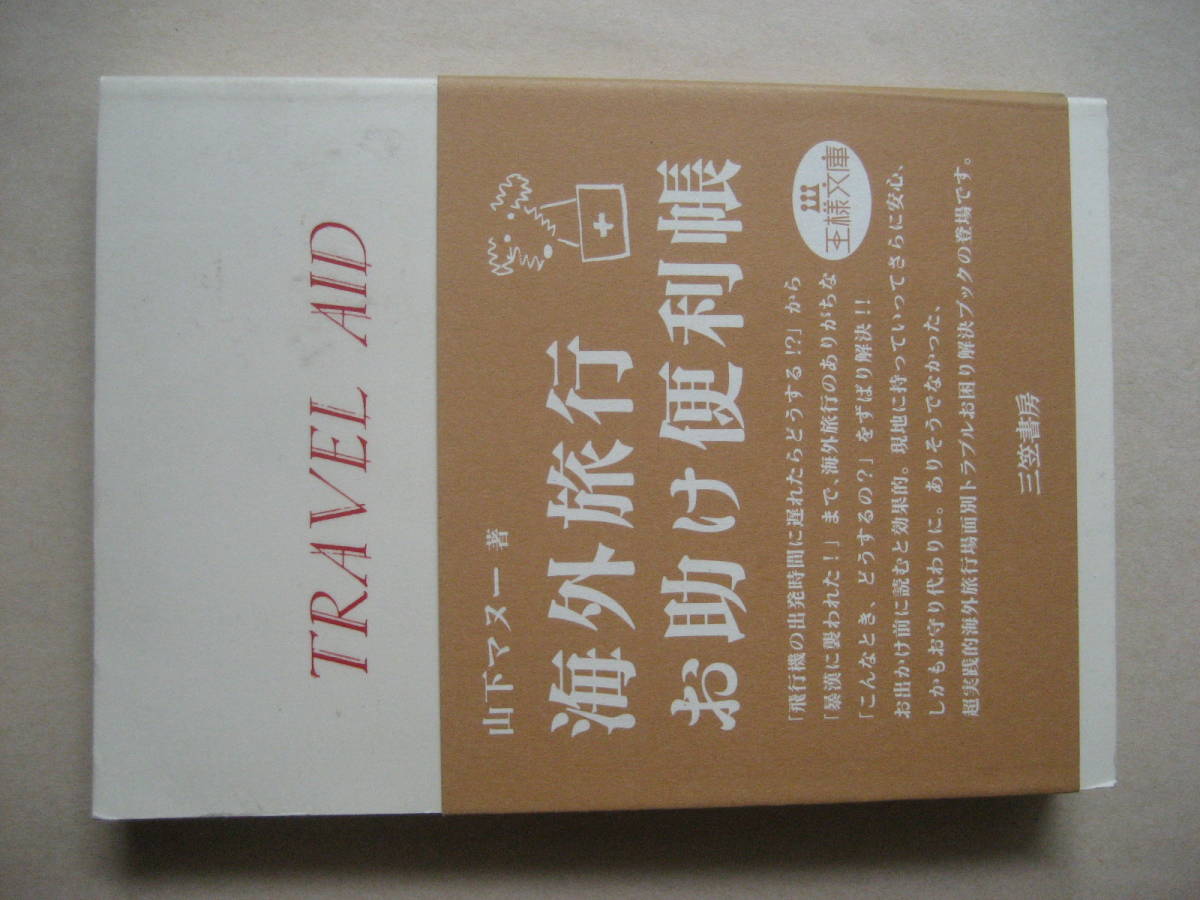 TRAVEL AID
山下マヌー 著
海外旅行
お助け便利帳
王様文庫
「飛行機の出発時間に遅れたらどうする!?」から
「暴漢に襲われた!」まで、海外旅行のありがちな
「こんなとき、どうするの?」をずばり解決!!
お出かけ前に読むと効果的。現地に持っていってさらに安心、
しかもお守り代わりに。ありそうでなかった、
超実践的海外旅行場面別トラブルお困り解決ブックの登場です。
三笠書房